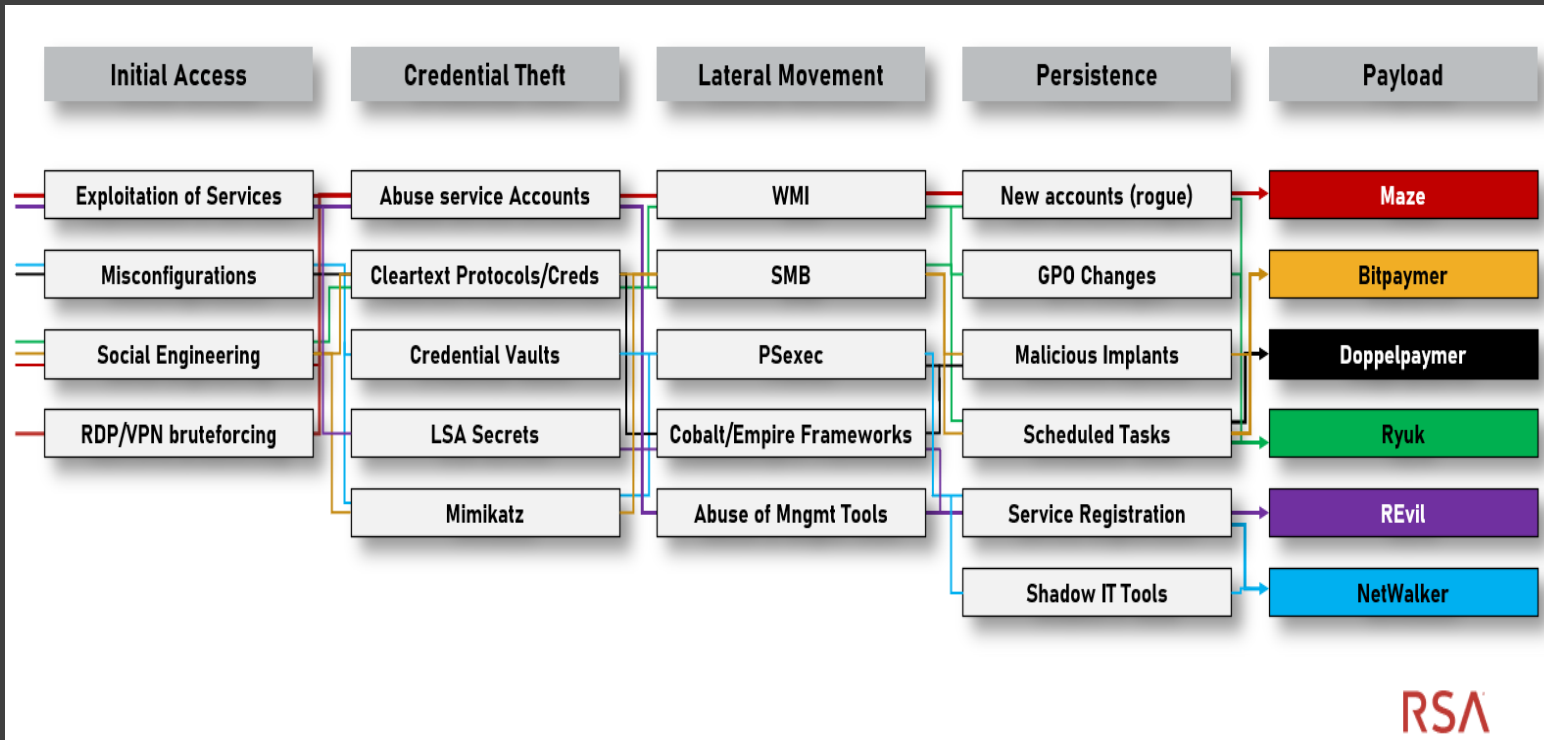 Initial Access
Credential Theft
Lateral Movement
Persistence
Payload
Exploitation of Services
Abuse service Accounts
WMI
New accounts (rogue)
Maze
Misconfigurations
Cleartext Protocols/Creds
SMB
GPO Changes
Bitpaymer
Social Engineering
Credential Vaults
PSexec
Malicious Implants
Doppelpaymer
RDP/VPN bruteforcing
LSA Secrets
Cobalt/Empire Frameworks
Scheduled Tasks
Ryuk
Mimikatz
Abuse of Mngmt Tools
Service Registration
REvil
Shadow IT Tools
NetWalker
RSA